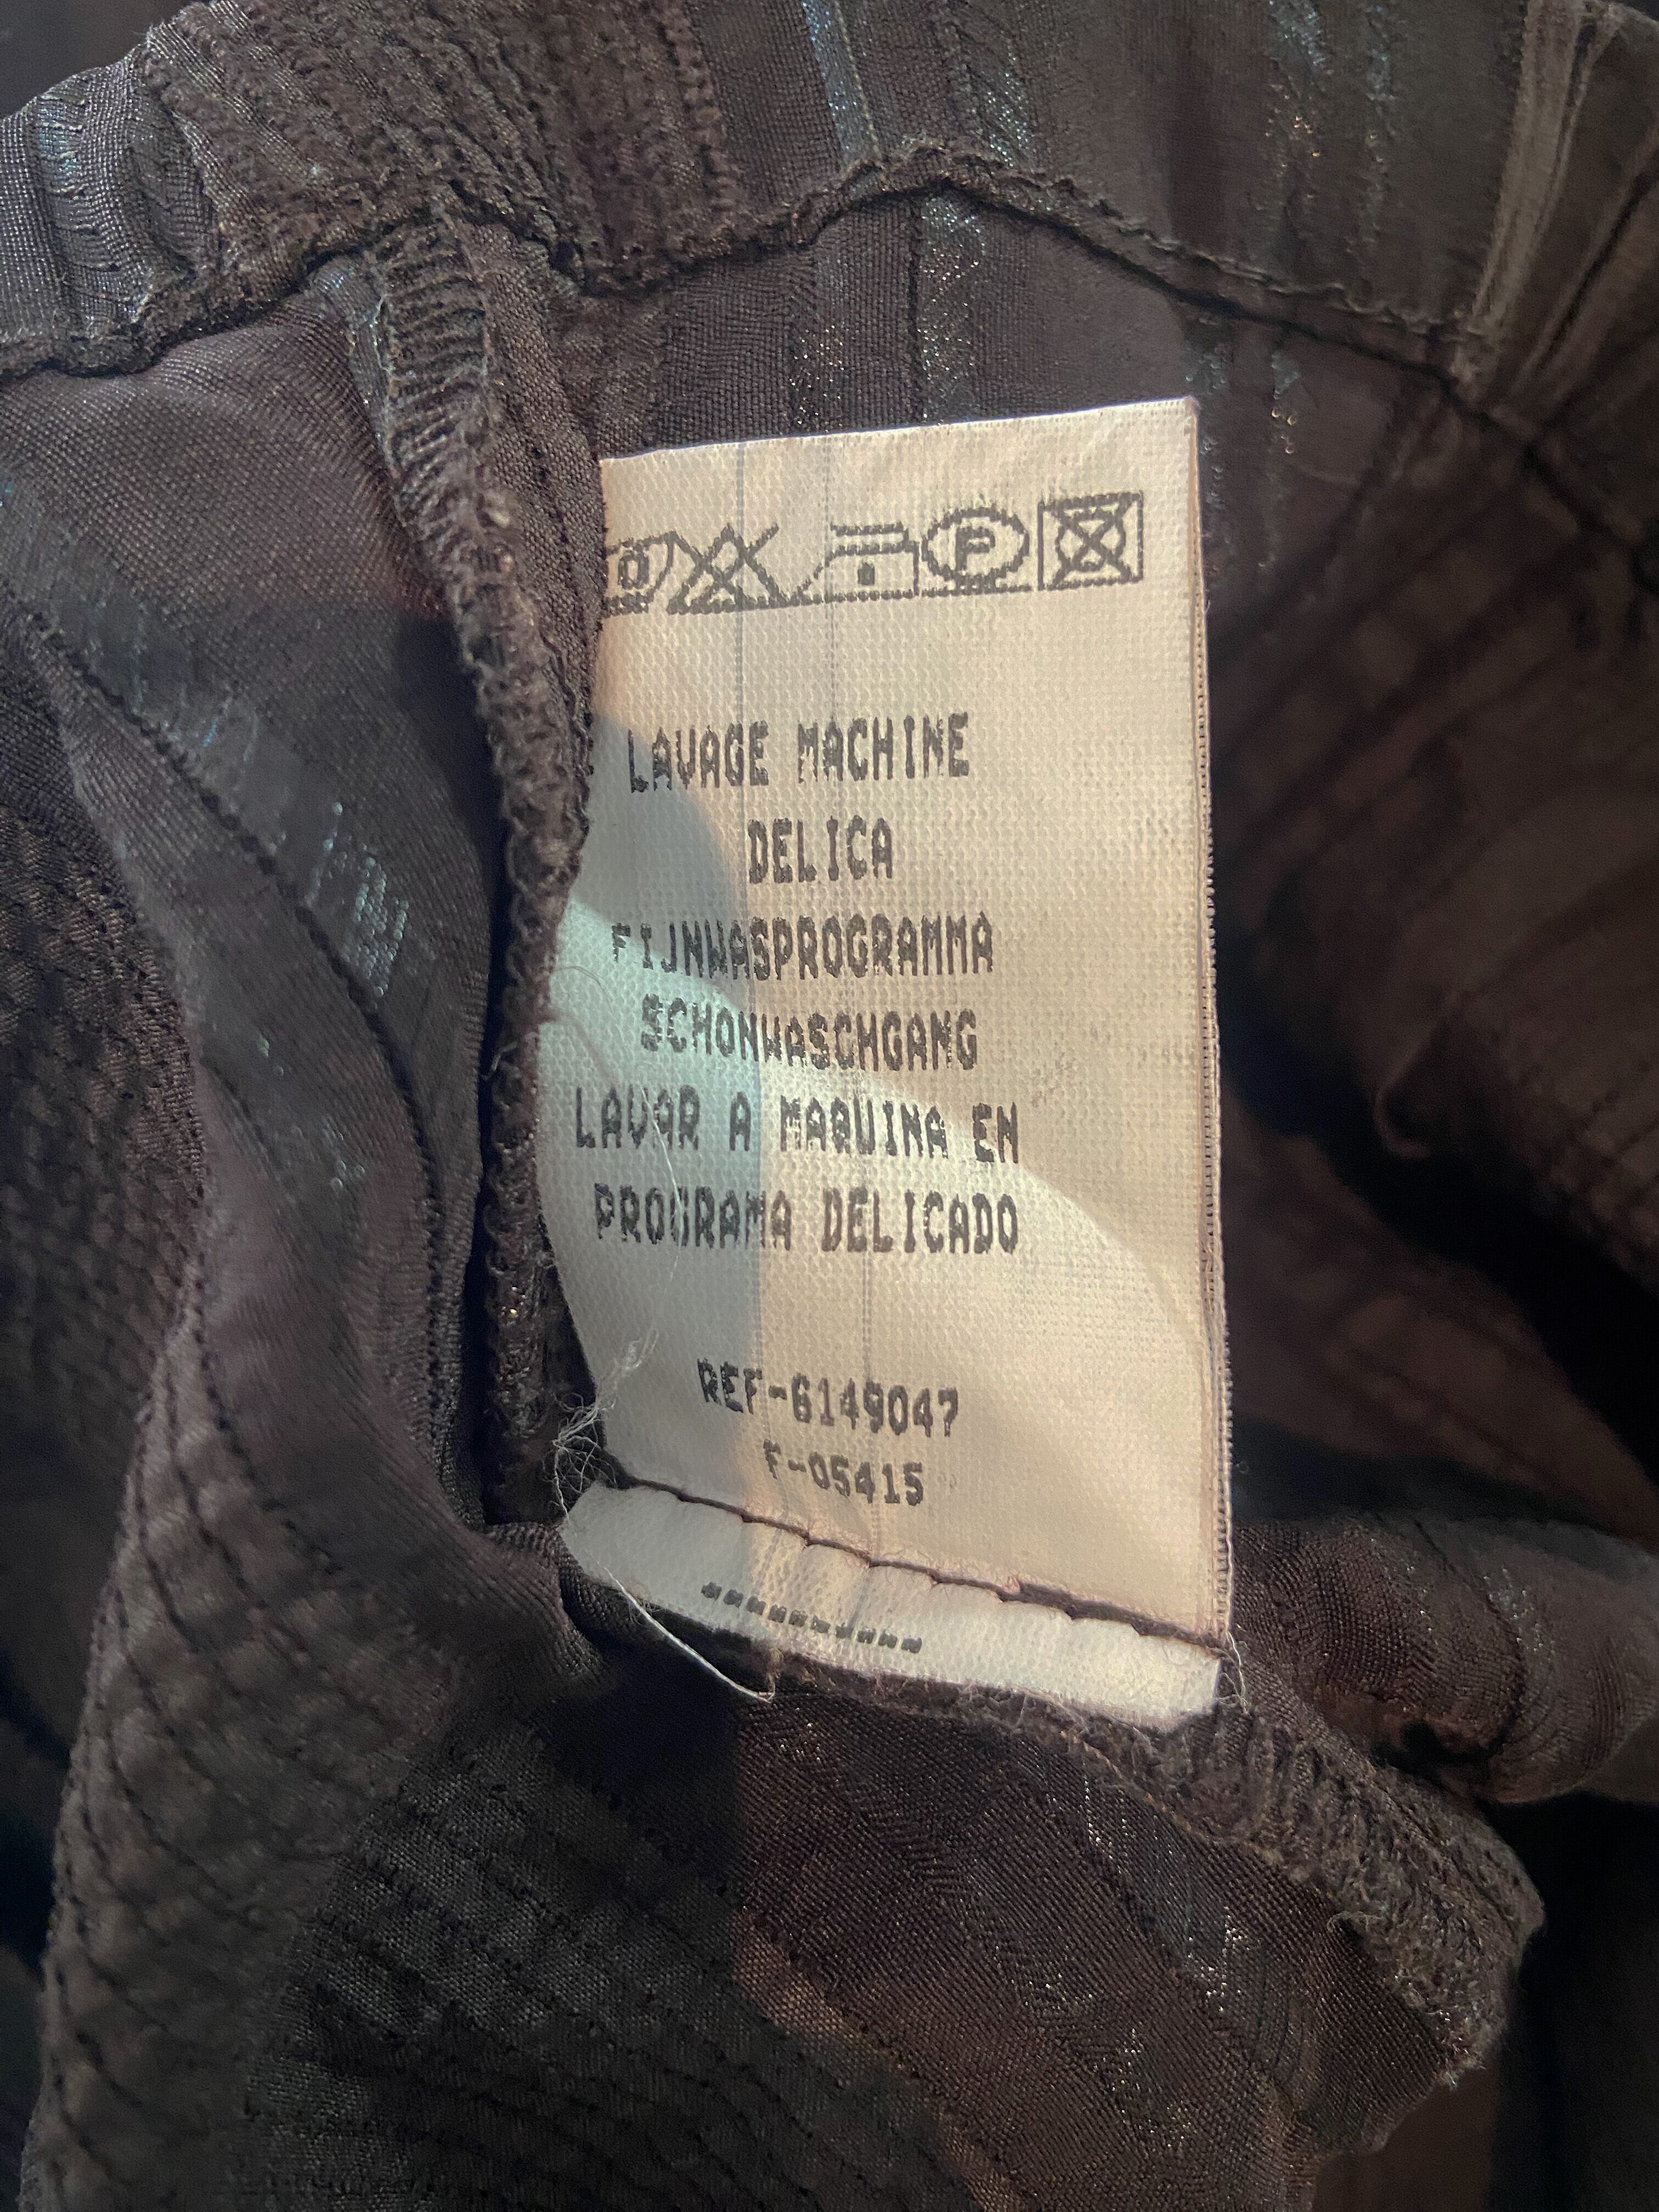 P
LAVAGE MACHINE
DELICA
FIJNWASPROGRAMMA
SCHONWASCHGANG
LAVAR A MAQUINA EN
PROGRAMA DELICADO
REF-6149047
F-05415